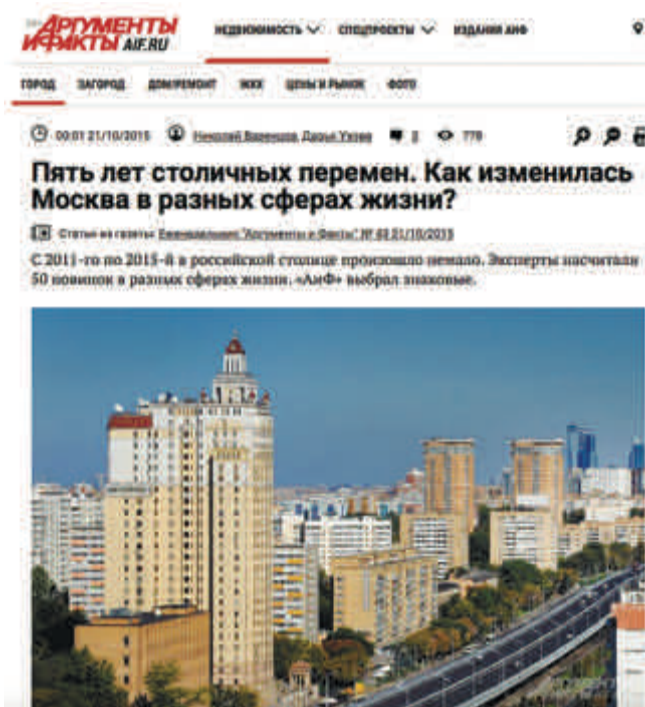 АРГУМЕНТЫ
И ФАКТЫ AIF.RU
НЕДВИЖИМОСТЬ СПЕЦПРОЕКТЫ ИЗДАНИЯ АИФ
ГОРОД ЗАГОРОД ДОМ/РЕМОНТ ЖКХ ЦЕНЫ И РЫНОК ФОТО
00:01 21/10/2015 Николай Варенцов, Дарья 778
Пять лет столичных перемен. Как изменилась
Москва в разных сферах жизни?
Статья из газеты: Еженедельник "Аргументы и Факты" № 21/10/2015
С 2011-го по 2015-й в российской столице произошло немало. Эксперты насчитали
50 новинок в разных сферах жизни. «АиФ» выбрал знаковые.